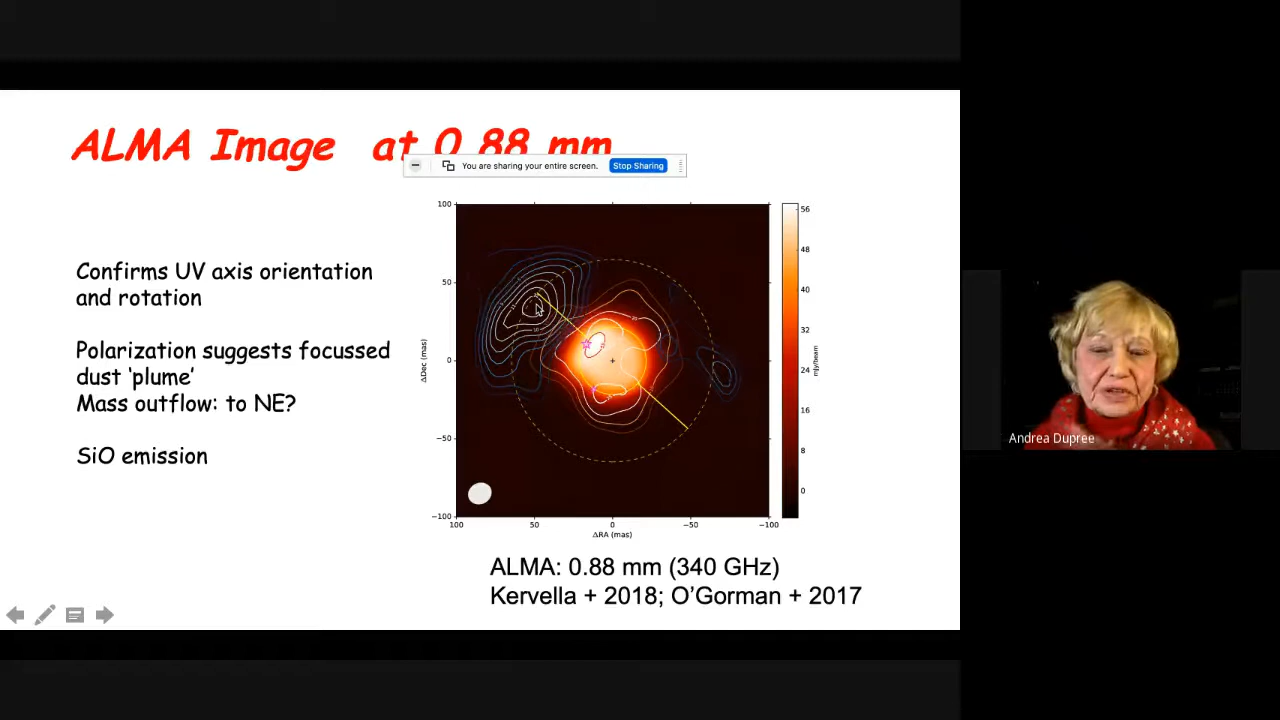 ALMA Image at 0.88 mm
You are sharing your entire screen. Stop Sharing
Confirms UV axis orientation
and rotation
Polarization suggests focussed
dust ‘plume’
Mass outflow: to NE?
SiO emission
100
50
0
−50
−100
ΔDec (mas)
100 50 0 −50 −100
ΔRA (mas)
56
48
40
32
24
16
8
0
mJy/beam
ALMA: 0.88 mm (340 GHz)
Kervella + 2018; O’Gorman + 2017
Andrea Dupree